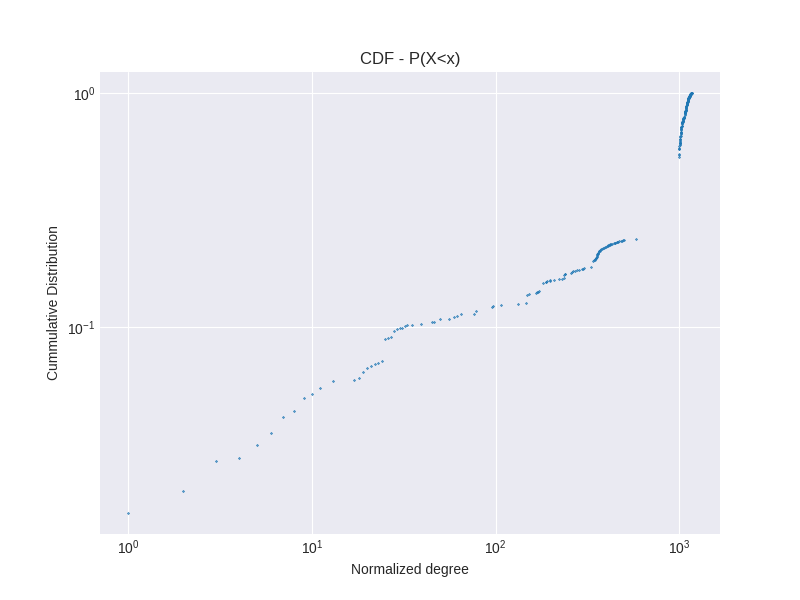 CDF - P(X<x)
10⁰
10⁻¹
Cummulative Distribution
10⁰ 10¹ 10² 10³
Normalized degree